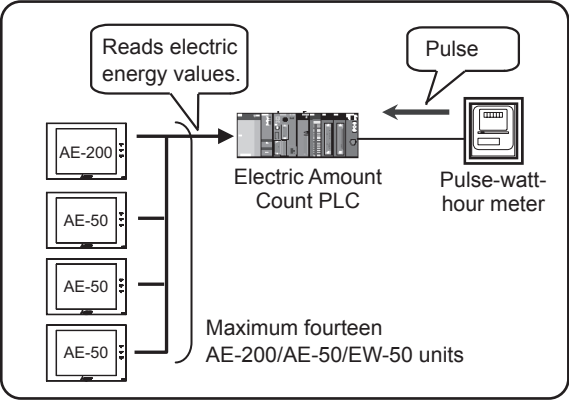 Reads electric
energy values.
Pulse
AE-200
AE-50
AE-50
AE-50
Electric Amount
Count PLC
Pulse-watt-
hour meter
Maximum fourteen
AE-200/AE-50/EW-50 units